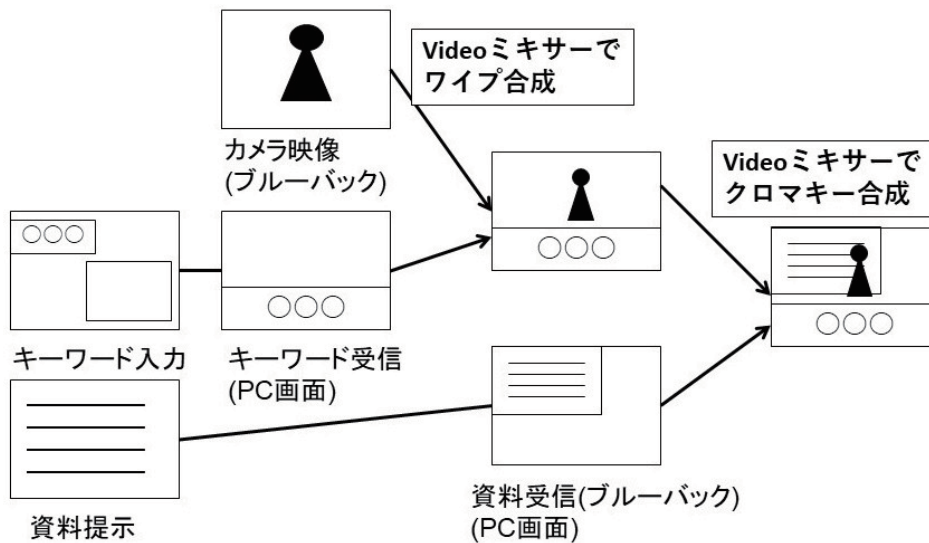 Videoミキサーで
ワイプ合成
カメラ映像
(ブルーバック)
Videoミキサーで
クロマキー合成
キーワード入力
キーワード受信
(PC画面)
資料提示
資料受信(ブルーバック)
(PC画面)